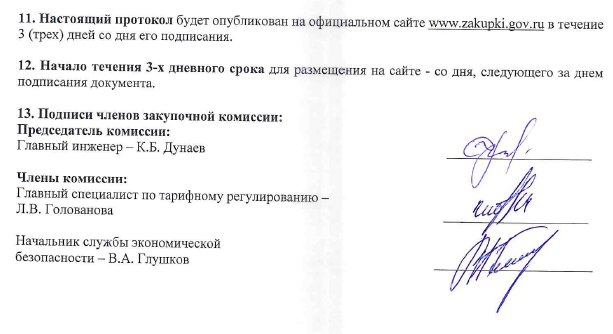 11. Настоящий протокол будет опубликован на официальном сайте www.zakupki.gov.ru в течение
3 (трех) дней со дня его подписания.
12. Начало течения 3-х дневного срока для размещения на сайте - со дня, следующего за днем
подписания документа.
13. Подписи членов закупочной комиссии:
Председатель комиссии:
Главный инженер – К.Б. Дунаев
Члены комиссии:
Главный специалист по тарифному регулированию –
Л.В. Голованова
Начальник службы экономической
безопасности – В.А. Глушков